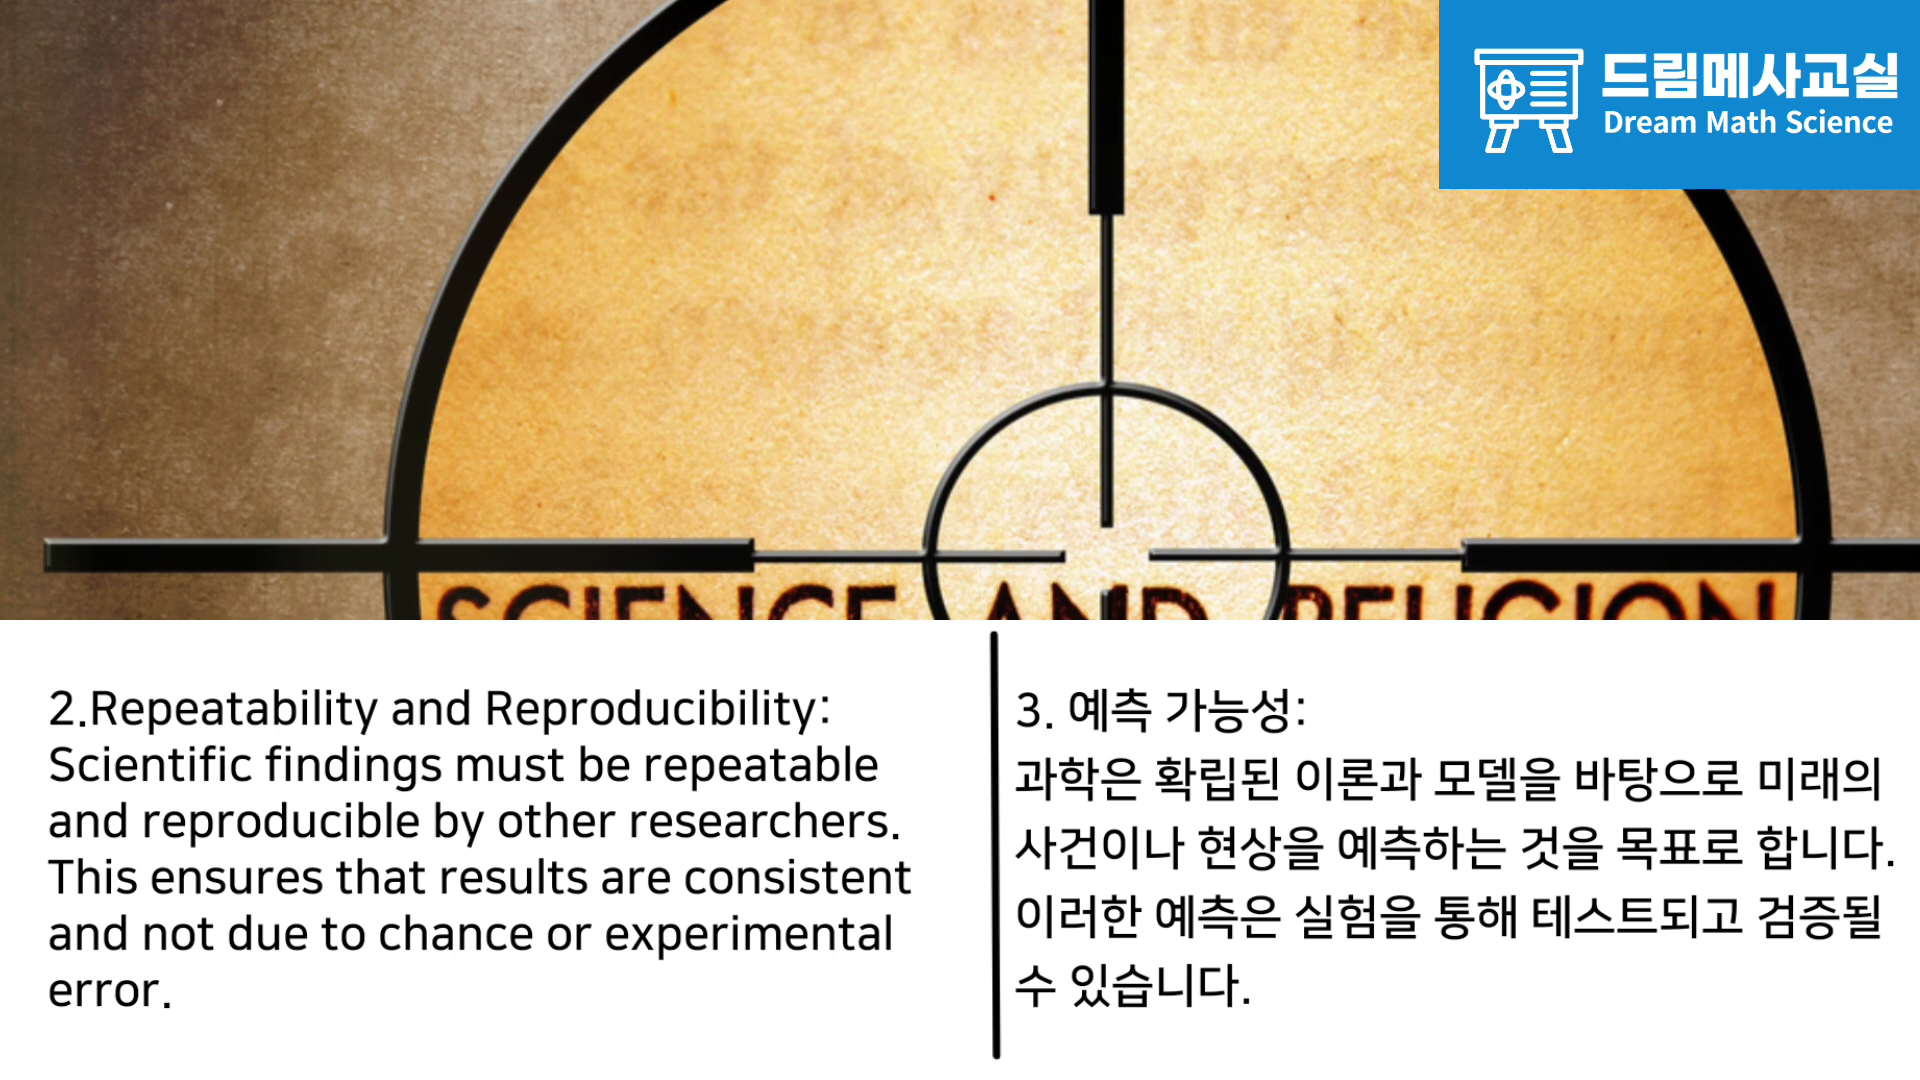 드림메사교실
Dream Math Science
SCIENCE AND RELIGION
2.Repeatability and Reproducibility:
Scientific findings must be repeatable
and reproducible by other researchers.
This ensures that results are consistent
and not due to chance or experimental
error.
3. 예측 가능성:
과학은 확립된 이론과 모델을 바탕으로 미래의
사건이나 현상을 예측하는 것을 목표로 합니다.
이러한 예측은 실험을 통해 테스트되고 검증될
수 있습니다.